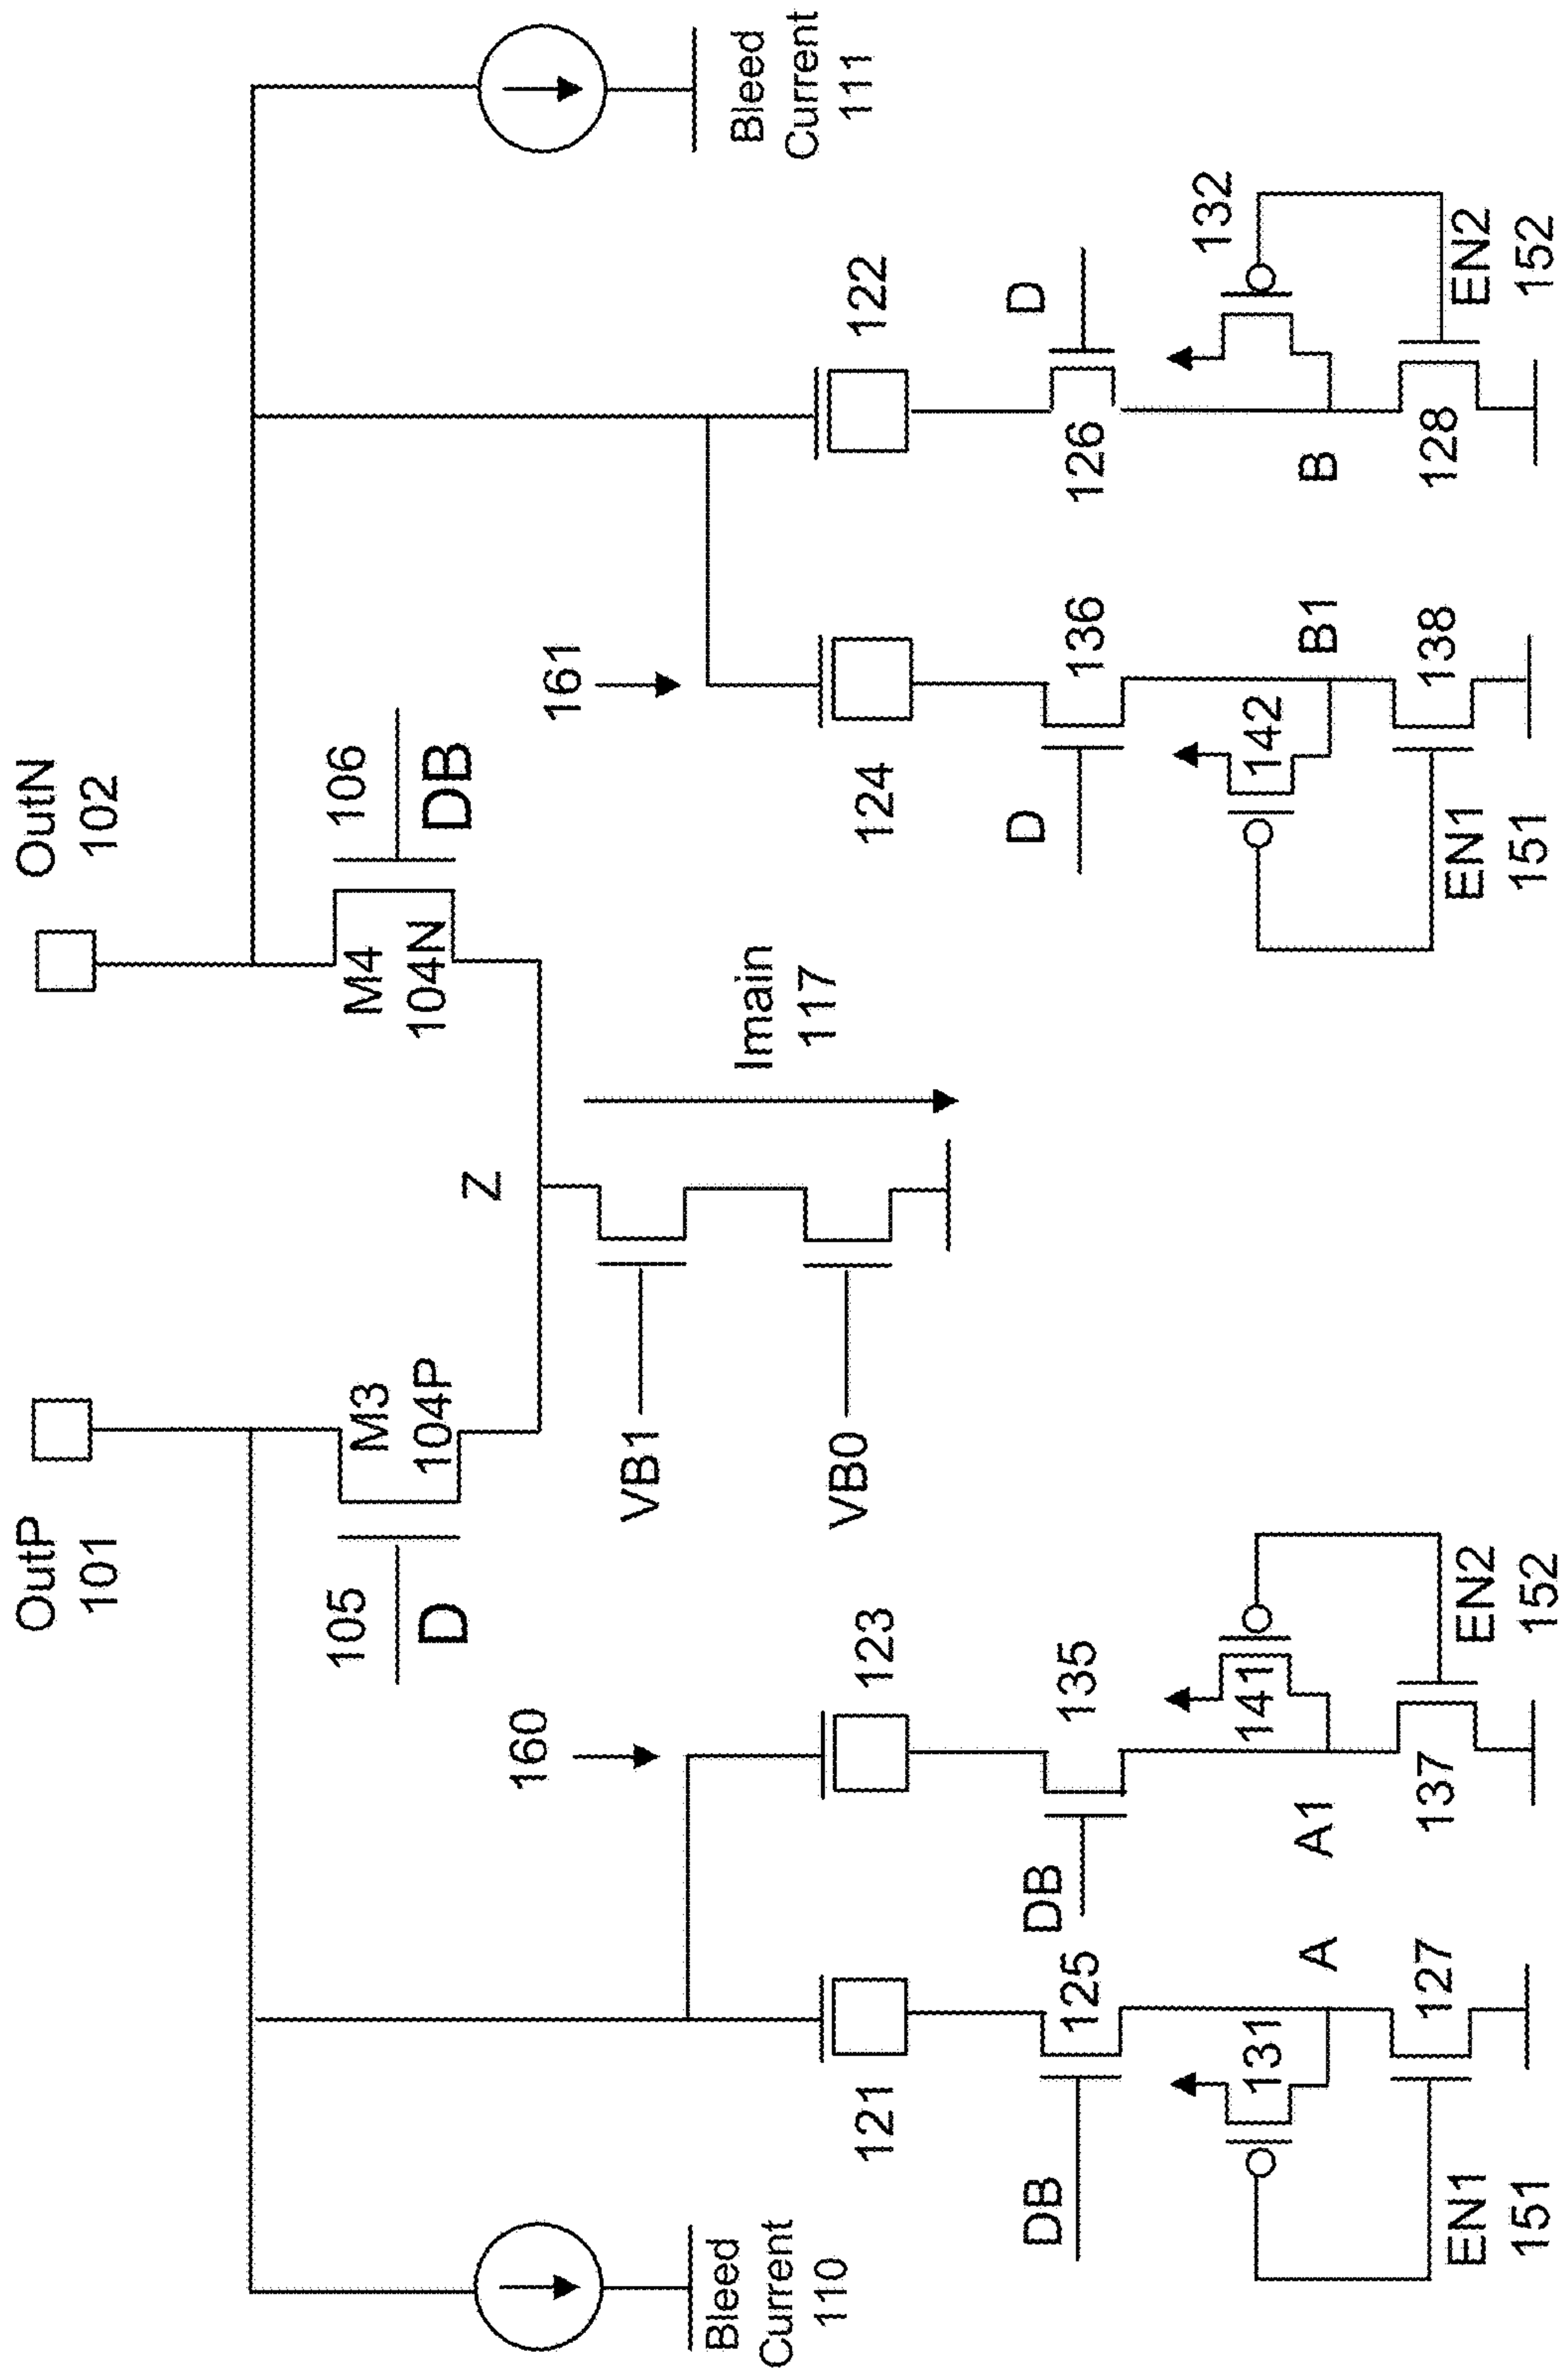 OutP
101
OutN
102
105
D
M3
104P
M4
104N
106
DB
Z
VB1
VB0
Imain
117
Bleed
Current
110
Bleed
Current
111
160
161
121
123
124
122
DB
125
DB
135
D
136
126
D
131
A
141
A1
142
B1
132
B
EN1
151
127
137
EN2
152
EN1
151
138
128
EN2
152